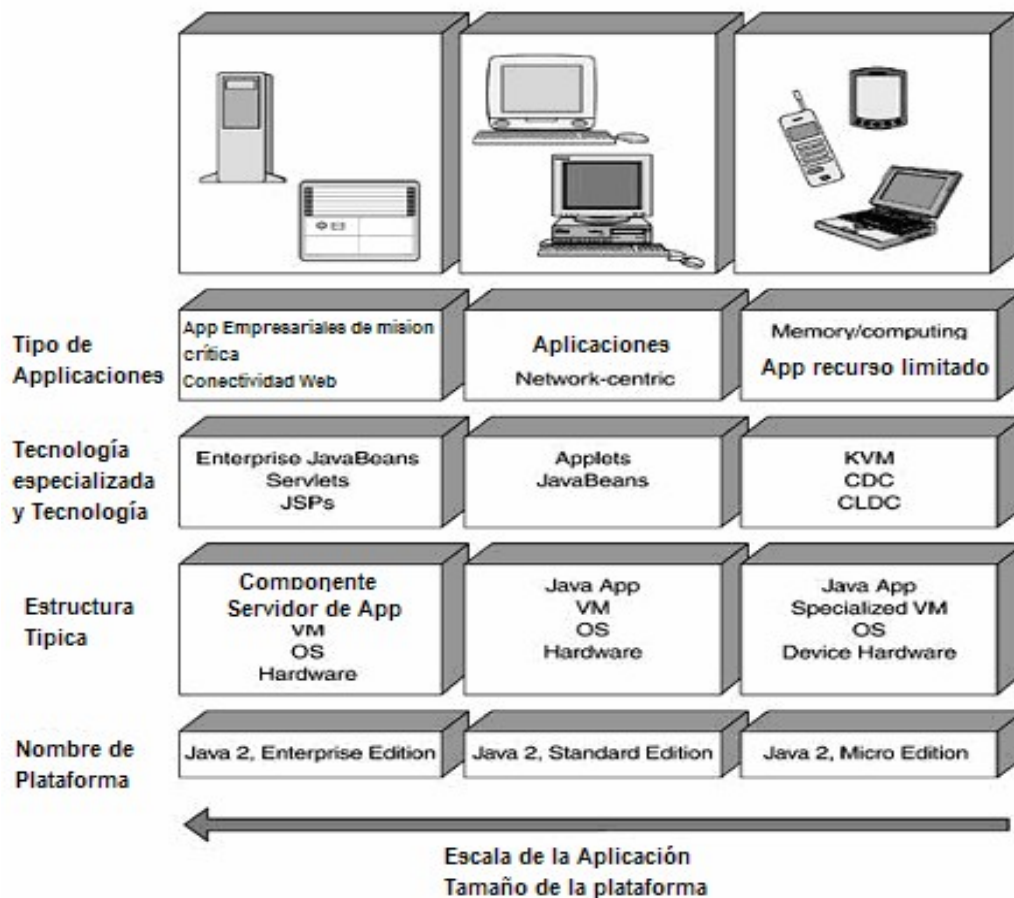 Tipo de
Applicaciones
App Empresariales de mision
crítica
Conectividad Web
Aplicaciones
Network-centric
Memory/computing
App recurso limitado
Tecnología
especializada
y Tecnología
Enterprise JavaBeans
Servlets
JSPs
Applets
JavaBeans
KVM
CDC
CLDC
Estructura
Tipica
Componente
Servidor de App
VM
OS
Hardware
Java App
VM
OS
Hardware
Java App
Specialized VM
OS
Device Hardware
Nombre de
Plataforma
Java 2, Enterprise Edition
Java 2, Standard Edition
Java 2, Micro Edition
Escala de la Aplicación
Tamaño de la plataforma